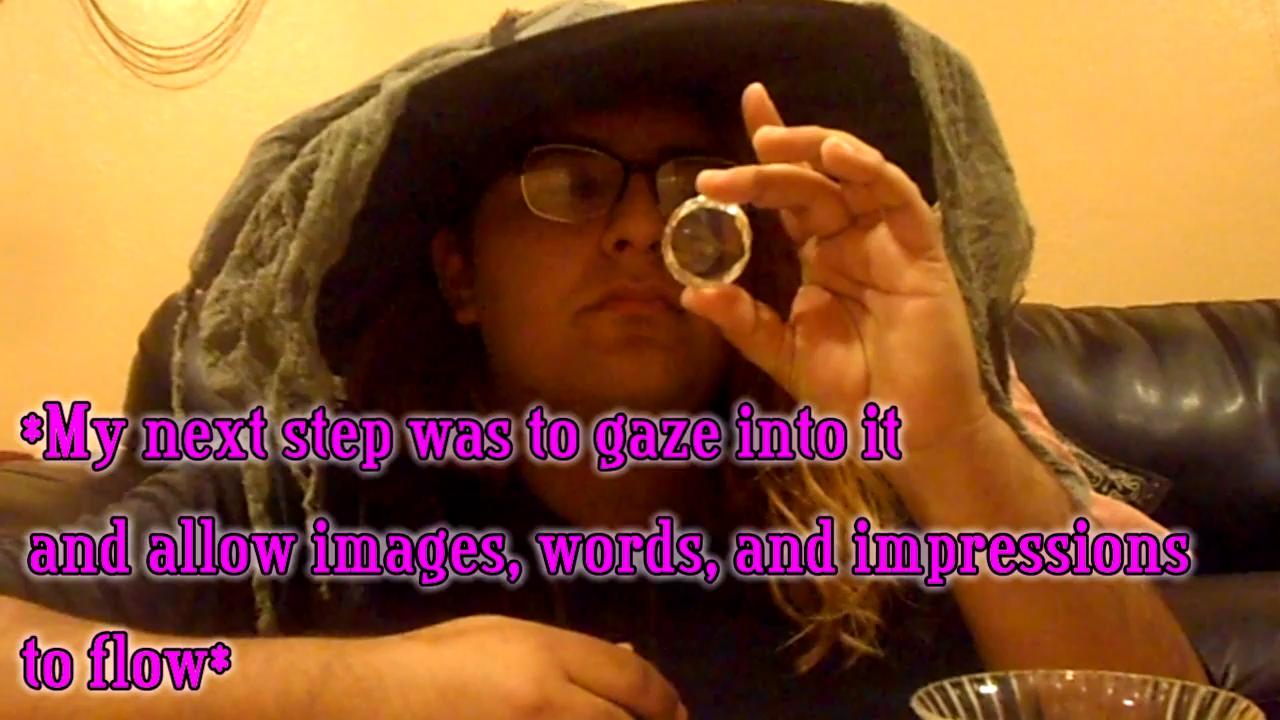 *My next step was to gaze into it
and allow images, words, and impressions
to flow*